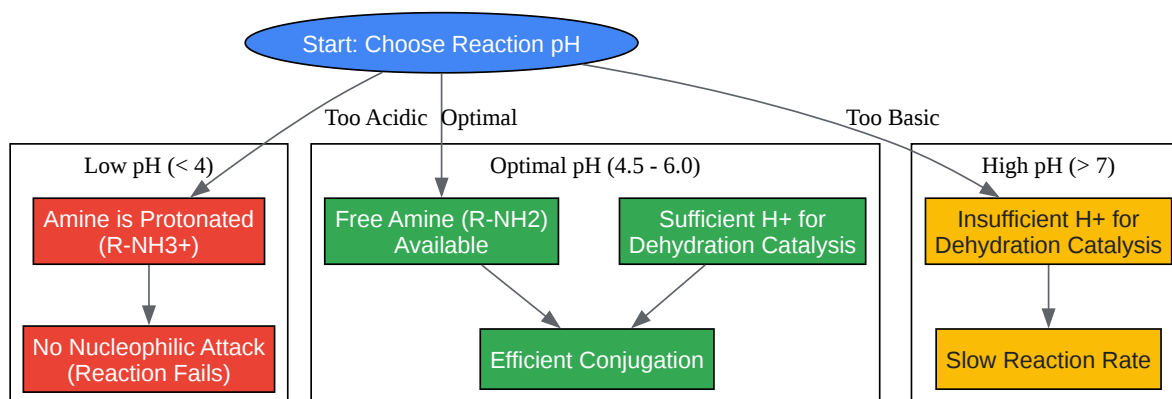 Start: Choose Reaction pH
Too Acidic
Optimal
Too Basic
Low pH (< 4)
Optimal pH (4.5 - 6.0)
High pH (> 7)
Amine is Protonated
(R-NH3+)
Free Amine (R-NH2)
Available
Sufficient H+ for
Dehydration Catalysis
Insufficient H+ for
Dehydration Catalysis
No Nucleophilic Attack
(Reaction Fails)
Efficient Conjugation
Slow Reaction Rate